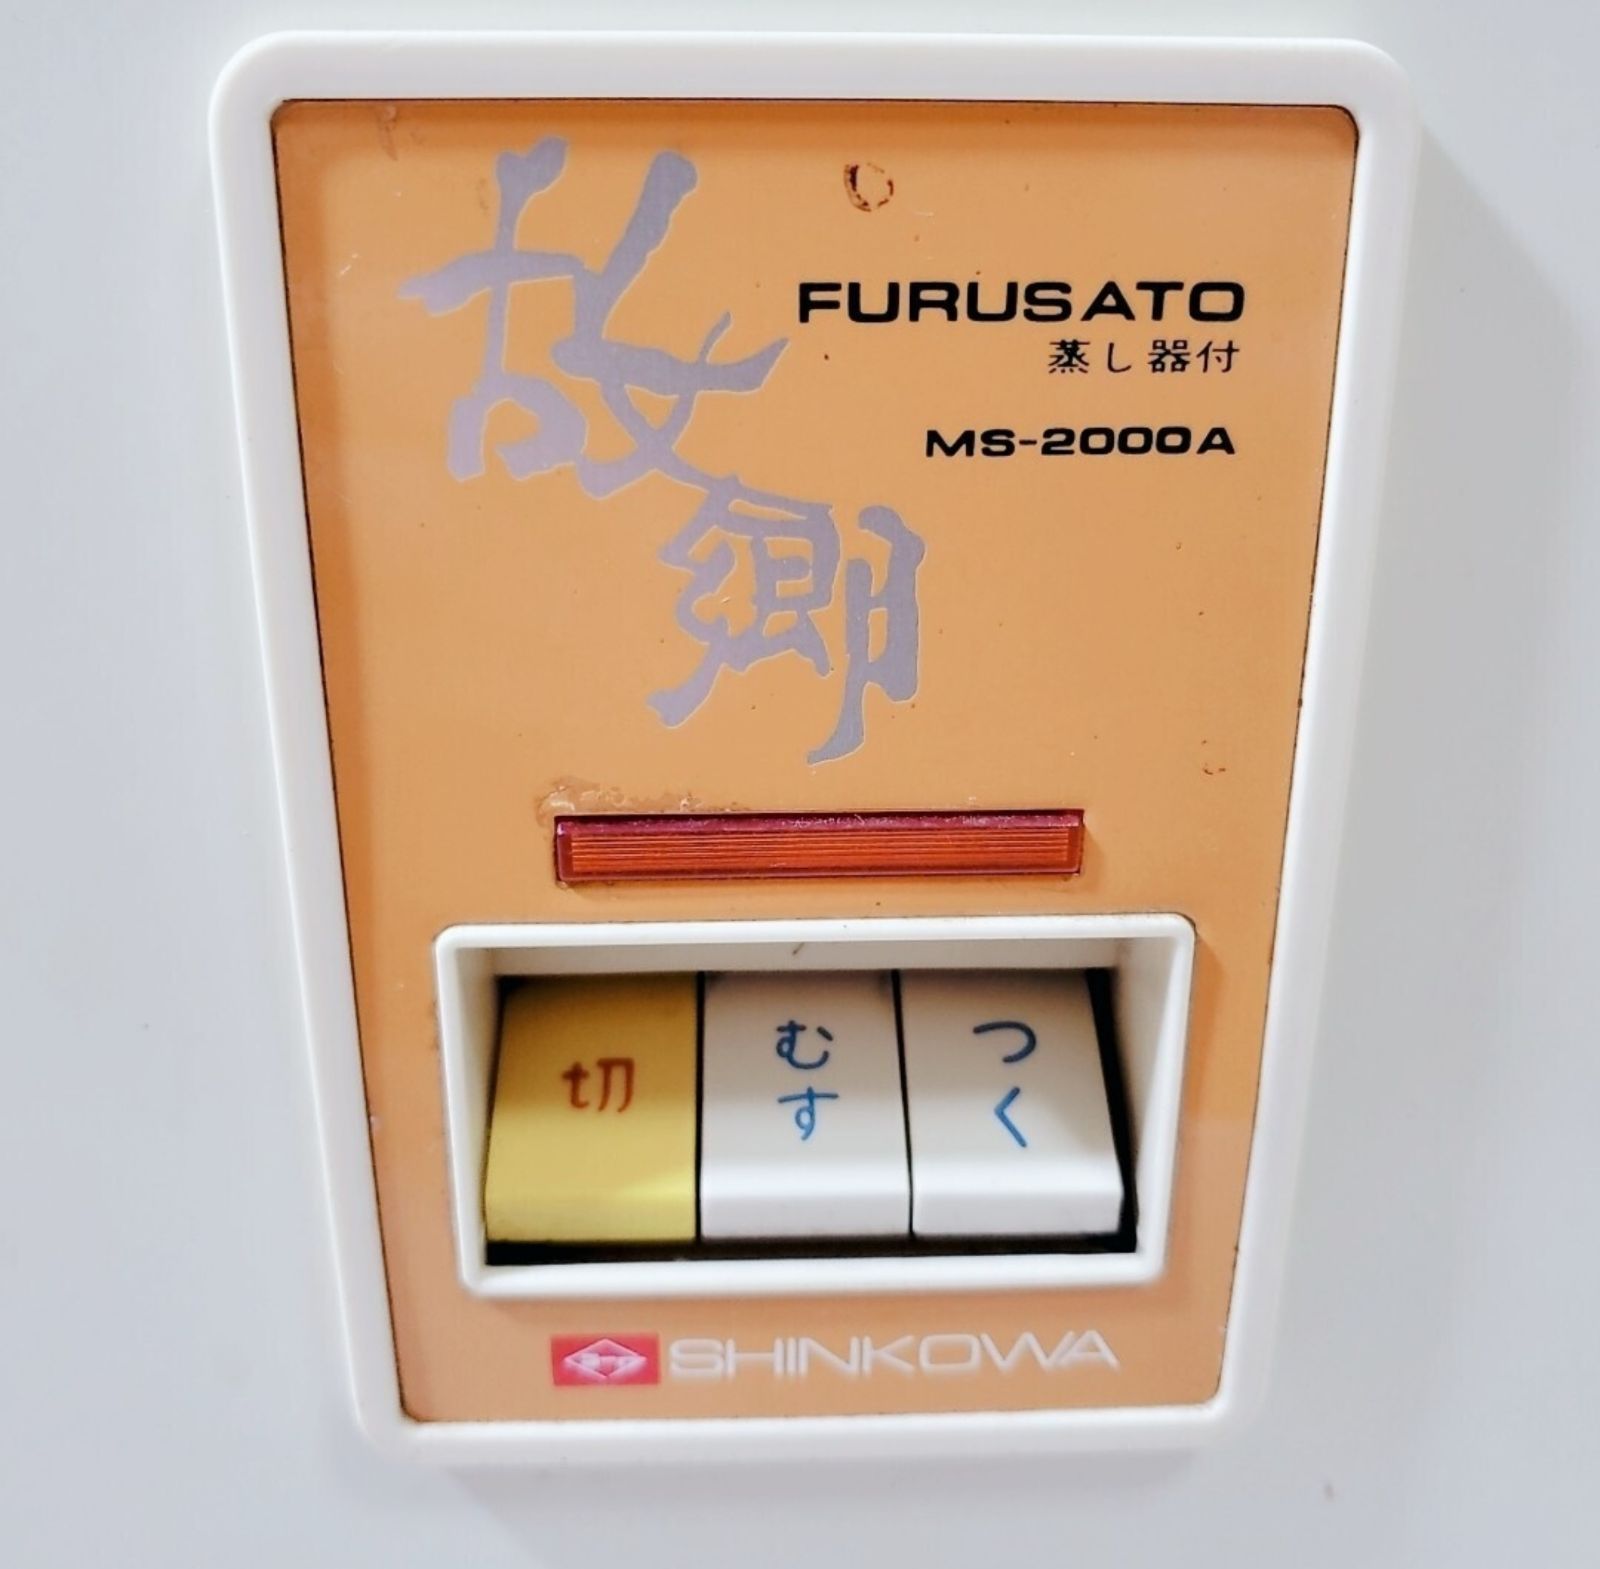 故郷
FURUSATO
蒸し器付
MS-2000A
切
むす
つく
SHINKOWA